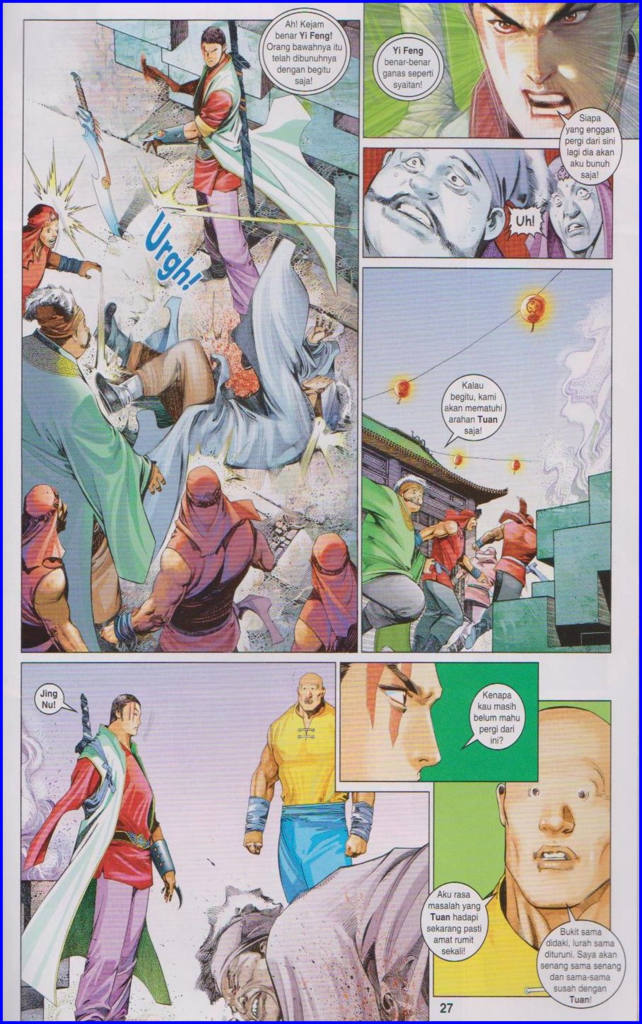 Ah! Kejam
benar Yi Feng!
Orang bawahnya itu
telah dibunuhnya
dengan begitu
saja!
Yi Feng
benar-benar
ganas seperti
syaitan!
Siapa
yang enggan
pergi dari sini
lagi dia akan
aku bunuh
saja!
Urgh!
Uh!
Kalau
begitu, kami
akan mematuhi
arahan Tuan
saja!
Jing
Nu!
Kenapa
kau masih
belum mahu
pergi dari
ini?
Aku rasa
masalah yang
Tuan hadapi
sekarang pasti
amat rumit
sekali!
Bukit sama
didaki, lurah sama
dituruni. Saya akan
senang sama senang
dan sama-sama
susah dengan
Tuan!
27